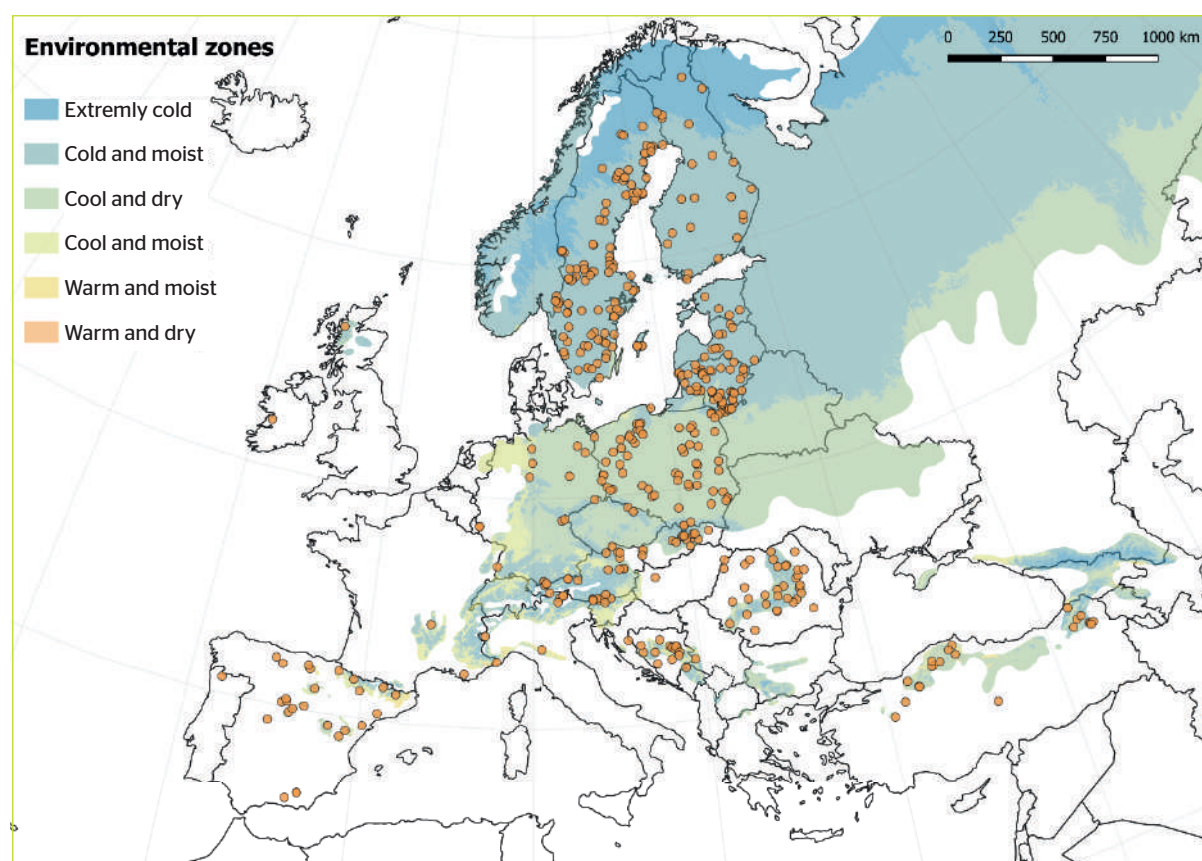 Environmental zones
Extremly cold
Cold and moist
Cool and dry
Cool and moist
Warm and moist
Warm and dry
0 250 500 750 1000 km